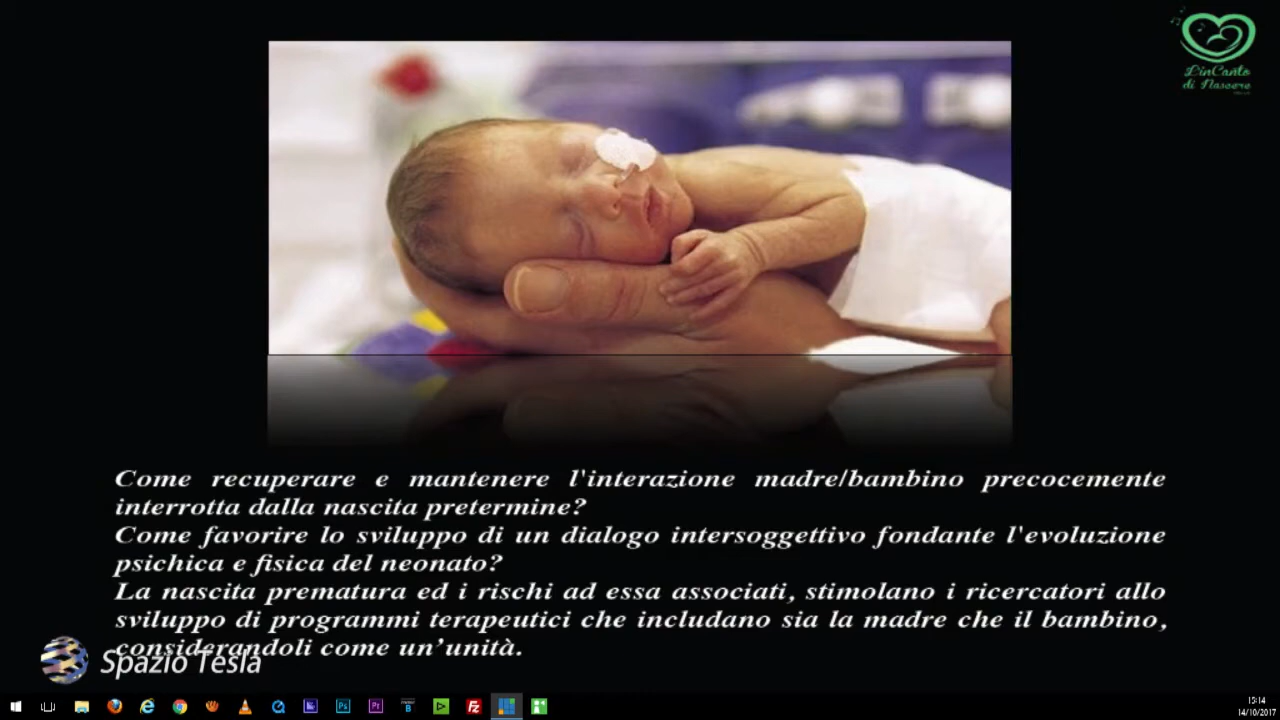 L'inCanto
di Nascere
Come recuperare e mantenere l'interazione madre/bambino precocemente
interrotta dalla nascita pretermine?
Come favorire lo sviluppo di un dialogo intersoggettivo fondante l'evoluzione
psichica e fisica del neonato?
La nascita prematura ed i rischi ad essa associati, stimolano i ricercatori allo
sviluppo di programmi terapeutici che includano sia la madre che il bambino,
considerandoli come un’unità.
Spazio Tesla
Ps
Pr
B
Fz
15:14
14/10/2017